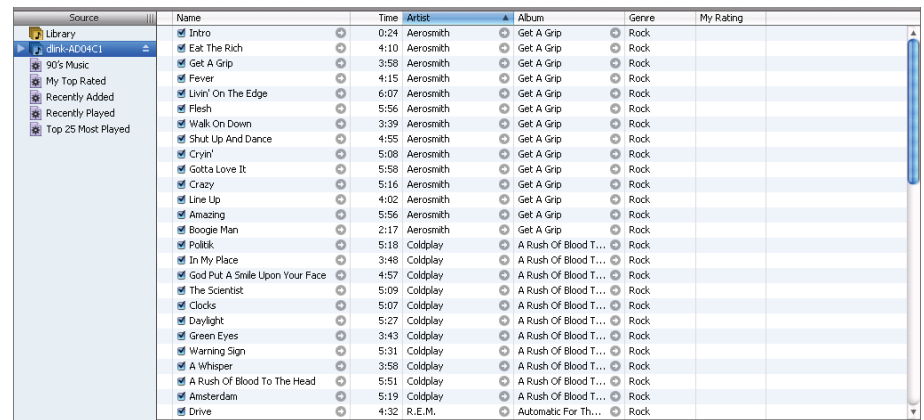 Source Name Time Artist Album Genre My Rating
Library Intro 0:24 Aerosmith Get A Grip Rock
dlink-AD04C1 Eat The Rich 4:10 Aerosmith Get A Grip Rock
90's Music Get A Grip 3:58 Aerosmith Get A Grip Rock
My Top Rated Fever 4:15 Aerosmith Get A Grip Rock
Recently Added Livin' On The Edge 6:07 Aerosmith Get A Grip Rock
Recently Played Flesh 5:56 Aerosmith Get A Grip Rock
Top 25 Most Played Walk On Down 3:39 Aerosmith Get A Grip Rock
Shut Up And Dance 4:55 Aerosmith Get A Grip Rock
Cryin' 5:08 Aerosmith Get A Grip Rock
Gotta Love It 5:58 Aerosmith Get A Grip Rock
Crazy 5:16 Aerosmith Get A Grip Rock
Line Up 4:02 Aerosmith Get A Grip Rock
Amazing 5:56 Aerosmith Get A Grip Rock
Boogie Man 2:17 Aerosmith Get A Grip Rock
Politik 5:18 Coldplay A Rush Of Blood T... Rock
In My Place 3:48 Coldplay A Rush Of Blood T... Rock
God Put A Smile Upon Your Face 4:57 Coldplay A Rush Of Blood T... Rock
The Scientist 5:09 Coldplay A Rush Of Blood T... Rock
Clocks 5:07 Coldplay A Rush Of Blood T... Rock
Daylight 5:27 Coldplay A Rush Of Blood T... Rock
Green Eyes 3:43 Coldplay A Rush Of Blood T... Rock
Warning Sign 5:31 Coldplay A Rush Of Blood T... Rock
A Whisper 3:58 Coldplay A Rush Of Blood T... Rock
A Rush Of Blood To The Head 5:51 Coldplay A Rush Of Blood T... Rock
Amsterdam 5:19 Coldplay A Rush Of Blood T... Rock
Drive 4:32 R.E.M. Automatic For Th... Rock